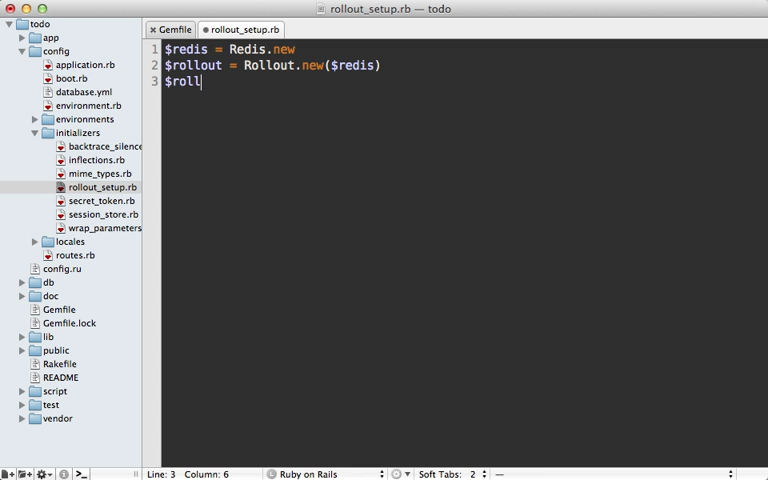 rollout_setup.rb — todo
todo
app
config
application.rb
boot.rb
database.yml
environment.rb
environments
initializers
backtrace_silence
inflections.rb
mime_types.rb
rollout_setup.rb
secret_token.rb
session_store.rb
wrap_parameters
locales
routes.rb
config.ru
db
doc
Gemfile
Gemfile.lock
lib
public
Rakefile
README
script
test
vendor
Gemfile
rollout_setup.rb
1 $redis = Redis.new
2 $rollout = Rollout.new($redis)
3 $roll
Line: 3 Column: 6 Ruby on Rails Soft Tabs: 2 —